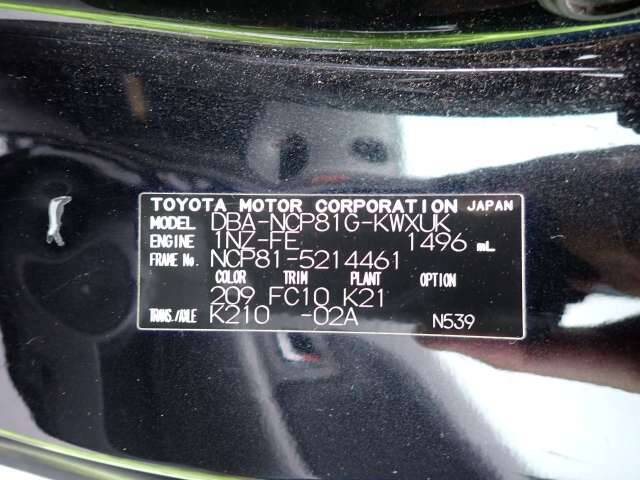 TOYOTA MOTOR CORPORATION JAPAN
MODEL DBA-NCP81G-KWXUK
ENGINE 1NZ-FE 1496 mL
FRAME No. NCP81-5214461
COLOR TRIM PLANT OPTION
209 FC10 K21
TRANS./AXLE K210 -02A N539